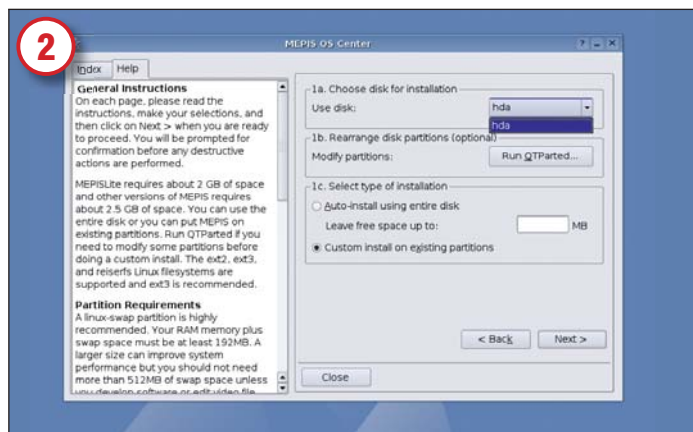 2
MEPIS OS Center
Index Help
General Instructions
On each page, please read the
instructions, make your selections, and
then click on Next > when you are ready
to proceed. You will be prompted for
confirmation before any destructive
actions are performed.
MEPISLite requires about 2 GB of space
and other versions of MEPIS requires
about 2.5 GB of space. You can use the
entire disk or you can put MEPIS on
existing partitions. Run QTParted if you
need to modify some partitions before
doing a custom install. The ext2, ext3,
and reiserfs Linux filesystems are
supported and ext3 is recommended.
Partition Requirements
A linux-swap partition is highly
recommended. Your RAM memory plus
swap space must be at least 192MB. A
larger size can improve system
performance but you should not need
more than 512MB of swap space unless
you develop software or edit video file
1a. Choose disk for installation
Use disk: hda
hda
1b. Rearrange disk partitions (optional)
Modify partitions: Run QTParted...
1c. Select type of installation
Auto-install using entire disk
Leave free space up to: MB
Custom install on existing partitions
< Back Next >
Close